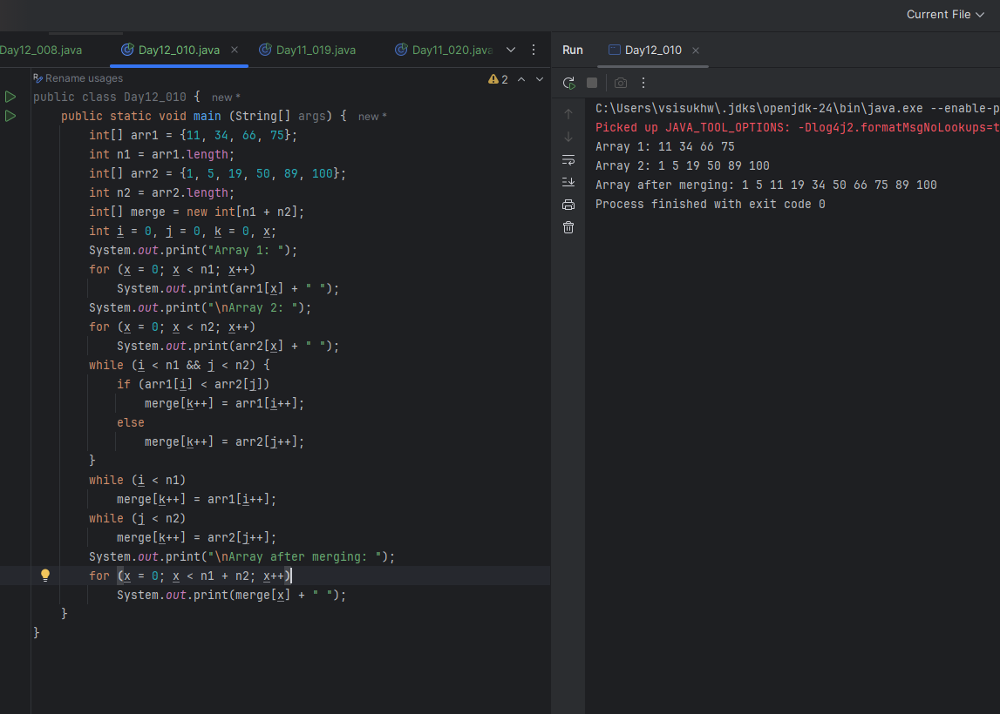 Current File
Day12_008.java
Day12_010.java
Day11_019.java
Day11_020.java
Run
Day12_010
Rename usages
2
public class Day12_010 { new *
public static void main (String[] args) { new *
int[] arr1 = {11, 34, 66, 75};
int n1 = arr1.length;
int[] arr2 = {1, 5, 19, 50, 89, 100};
int n2 = arr2.length;
int[] merge = new int[n1 + n2];
int i = 0, j = 0, k = 0, x;
System.out.print("Array 1: ");
for (x = 0; x < n1; x++)
System.out.print(arr1[x] + " ");
System.out.print("\nArray 2: ");
for (x = 0; x < n2; x++)
System.out.print(arr2[x] + " ");
while (i < n1 && j < n2) {
if (arr1[i] < arr2[j])
merge[k++] = arr1[i++];
else
merge[k++] = arr2[j++];
}
while (i < n1)
merge[k++] = arr1[i++];
while (j < n2)
merge[k++] = arr2[j++];
System.out.print("\nArray after merging: ");
for (x = 0; x < n1 + n2; x++)
System.out.print(merge[x] + " ");
}
}
C:\Users\vsisukhw\.jdks\openjdk-24\bin\java.exe --enable-p
Picked up JAVA_TOOL_OPTIONS: -Dlog4j2.formatMsgNoLookups=t
Array 1: 11 34 66 75
Array 2: 1 5 19 50 89 100
Array after merging: 1 5 11 19 34 50 66 75 89 100
Process finished with exit code 0